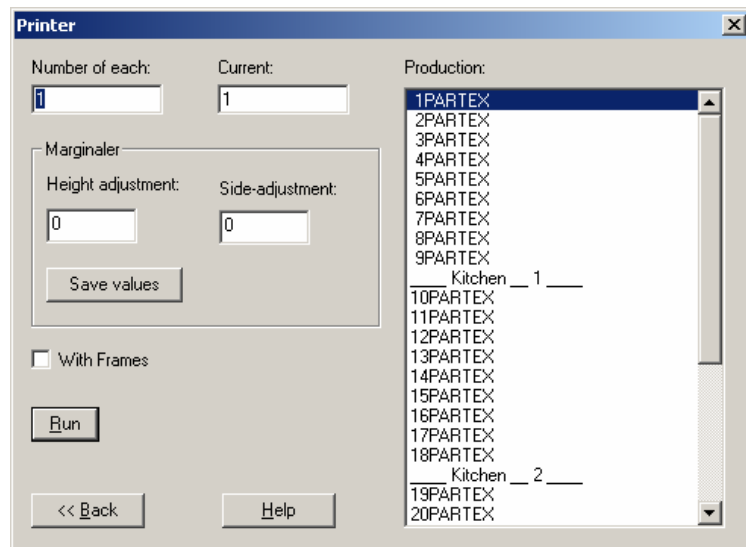 Printer
Number of each:
1
Current:
1
Marginaler
Height adjustment:
0
Side-adjustment:
0
Save values
With Frames
Run
<< Back
Help
Production:
1PARTEX
2PARTEX
3PARTEX
4PARTEX
5PARTEX
6PARTEX
7PARTEX
8PARTEX
9PARTEX
____ Kitchen __ 1 ____
10PARTEX
11PARTEX
12PARTEX
13PARTEX
14PARTEX
15PARTEX
16PARTEX
17PARTEX
18PARTEX
____ Kitchen __ 2 ____
19PARTEX
20PARTEX